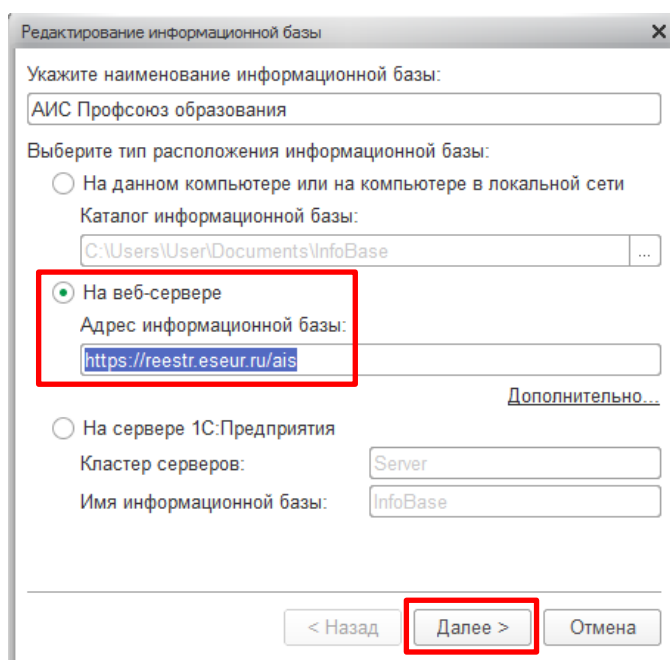 Редактирование информационной базы
Укажите наименование информационной базы:
АИС Профсоюз образования
Выберите тип расположения информационной базы:
На данном компьютере или на компьютере в локальной сети
Каталог информационной базы:
C:\Users\User\Documents\InfoBase ...
На веб-сервере
Адрес информационной базы:
https://reestr.eseur.ru/ais
Дополнительно...
На сервере 1С:Предприятия
Кластер серверов: Server
Имя информационной базы: InfoBase
< Назад Далее > Отмена